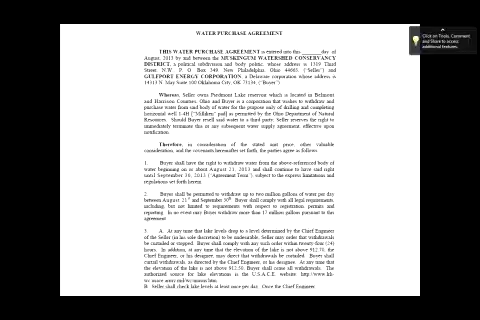 WATER PURCHASE AGREEMENT
THIS WATER PURCHASE AGREEMENT is entered into this ______day of
August, 2013 by and between the MUSKINGUM WATERSHED CONSERVANCY
DISTRICT, a political subdivision and body politic, whose address is 1319 Third
Street N.W. P. O. Box 349 New Philadelphia, Ohio 44663, ("Seller") and
GULFPORT ENERGY CORPORATION, a Delaware corporation whose address is
14313 N. May Suite 100 Oklahoma City, OK 73134, ("Buyer").
Whereas, Seller owns Piedmont Lake reservoir which is located in Belmont
and Harrison Counties, Ohio and Buyer is a corporation that wishes to withdraw and
purchase water from said body of water for the purpose only of drilling and completing
horizontal well 1-4H pad] as permitted by the Ohio Department of Natural
Resources. Should Buyer resell said water to a third party, Seller reserves the right to
immediately terminate this or any subsequent water supply agreement, effective upon
notification.
Therefore, in consideration of the stated unit price, other valuable
consideration, and the covenants hereinafter set forth, the parties agree as follows:
1. Buyer shall have the right to withdraw water from the above-referenced body of
water beginning on or about August 21, 2013 and shall continue to have said right
until September 30, 2013 ("Agreement Term"), subject to the express limitations and
regulations set forth herein.
2. Buyer shall be permitted to withdraw up to two million gallons of water per day
between August 21st and September 30th. Buyer shall comply with all legal requirements,
including, but not limited to requirements with respect to registration, permits and
reporting. In no event may Buyer withdraw more than 17 million gallons pursuant to this
agreement.
3. A. At any time that lake levels drop to a level determined by the Chief Engineer
of the Seller (in his sole discretion) to be undesirable, Seller may order that withdrawals
be curtailed or stopped. Buyer shall comply with any such order within twenty-four (24)
hours. In addition, at any time that the elevation of the lake is not above 912.70, the Chief
Engineer, or his designee, may direct that withdrawals be curtailed. Buyer shall
curtail withdrawals, as directed by the Chief Engineer, or his designee. At any time that
the elevation of the lake is not above 912.50, Buyer shall cease all withdrawals. The
authorized source for lake elevations is the U.S.A.C.E. website
B. Seller shall check lake levels at least once per day. Once the Chief Engineer
Click on Tools, Comment
and Share to access
additional features.